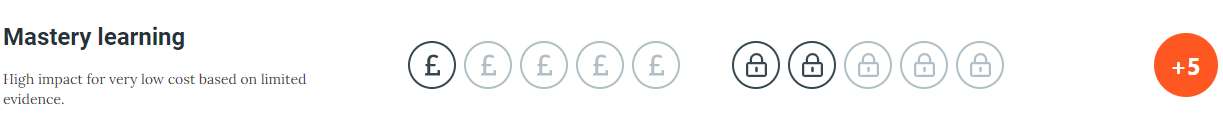 Mastery learning
High impact for very low cost based on limited
evidence.
£ £ £ £ £
+5